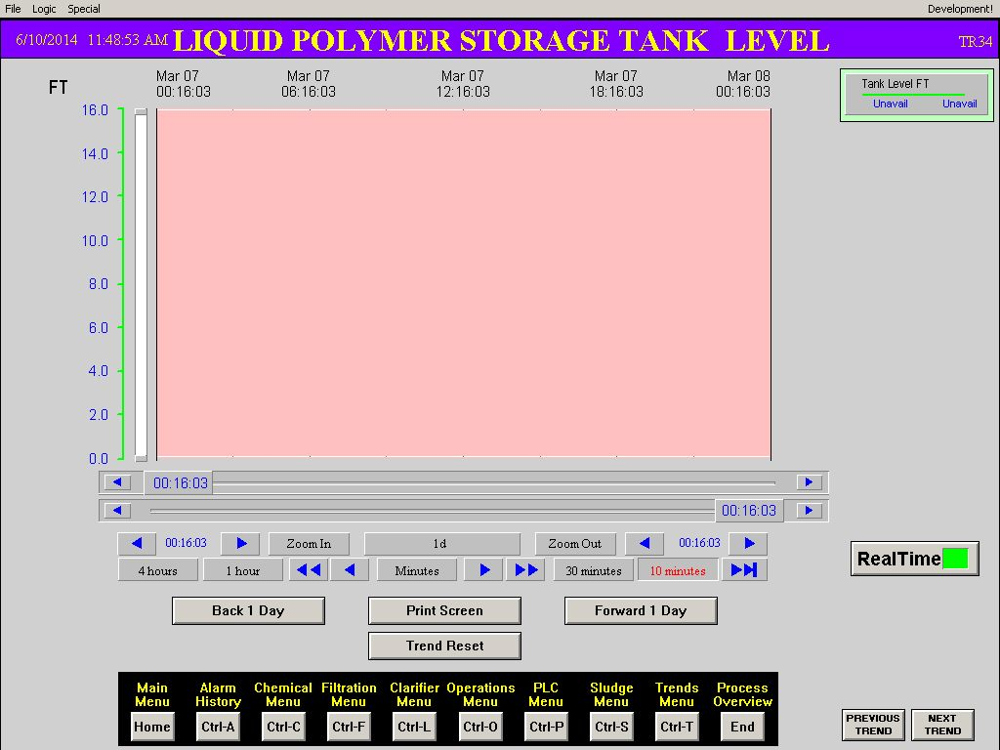 File Logic Special Development!
6/10/2014 11:48:53 AM LIQUID POLYMER STORAGE TANK LEVEL TR34
FT
Mar 07 Mar 07 Mar 07 Mar 07 Mar 08
00:16:03 06:16:03 12:16:03 18:16:03 00:16:03
Tank Level FT
Unavail Unavail
16.0
14.0
12.0
10.0
8.0
6.0
4.0
2.0
0.0
00:16:03
00:16:03
00:16:03 Zoom In 1d Zoom Out 00:16:03
4 hours 1 hour Minutes 30 minutes 10 minutes
RealTime
Back 1 Day Print Screen Forward 1 Day
Trend Reset
Main Alarm Chemical Filtration Clarifier Operations PLC Sludge Trends Process
Menu History Menu Menu Menu Menu Menu Menu Menu Overview
Home Ctrl-A Ctrl-C Ctrl-F Ctrl-L Ctrl-O Ctrl-P Ctrl-S Ctrl-T End
PREVIOUS NEXT
TREND TREND